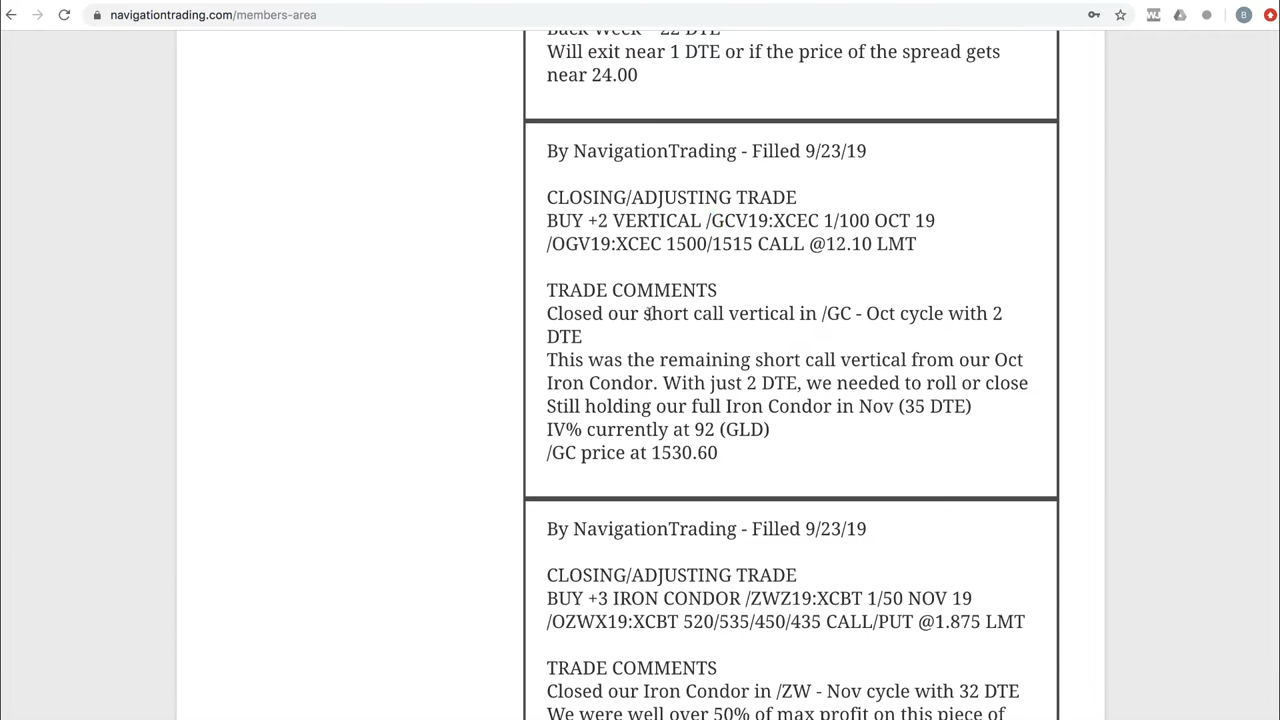 navigationtrading.com/members-area
Back Week - 22 DTE
Will exit near 1 DTE or if the price of the spread gets
near 24.00
By NavigationTrading - Filled 9/23/19
CLOSING/ADJUSTING TRADE
BUY +2 VERTICAL /GCV19:XCEC 1/100 OCT 19
/OGV19:XCEC 1500/1515 CALL @12.10 LMT
TRADE COMMENTS
Closed our short call vertical in /GC - Oct cycle with 2
DTE
This was the remaining short call vertical from our Oct
Iron Condor. With just 2 DTE, we needed to roll or close
Still holding our full Iron Condor in Nov (35 DTE)
IV% currently at 92 (GLD)
/GC price at 1530.60
By NavigationTrading - Filled 9/23/19
CLOSING/ADJUSTING TRADE
BUY +3 IRON CONDOR /ZWZ19:XCBT 1/50 NOV 19
/OZWX19:XCBT 520/535/450/435 CALL/PUT @1.875 LMT
TRADE COMMENTS
Closed our Iron Condor in /ZW - Nov cycle with 32 DTE
We were well over 50% of max profit on this piece of
B